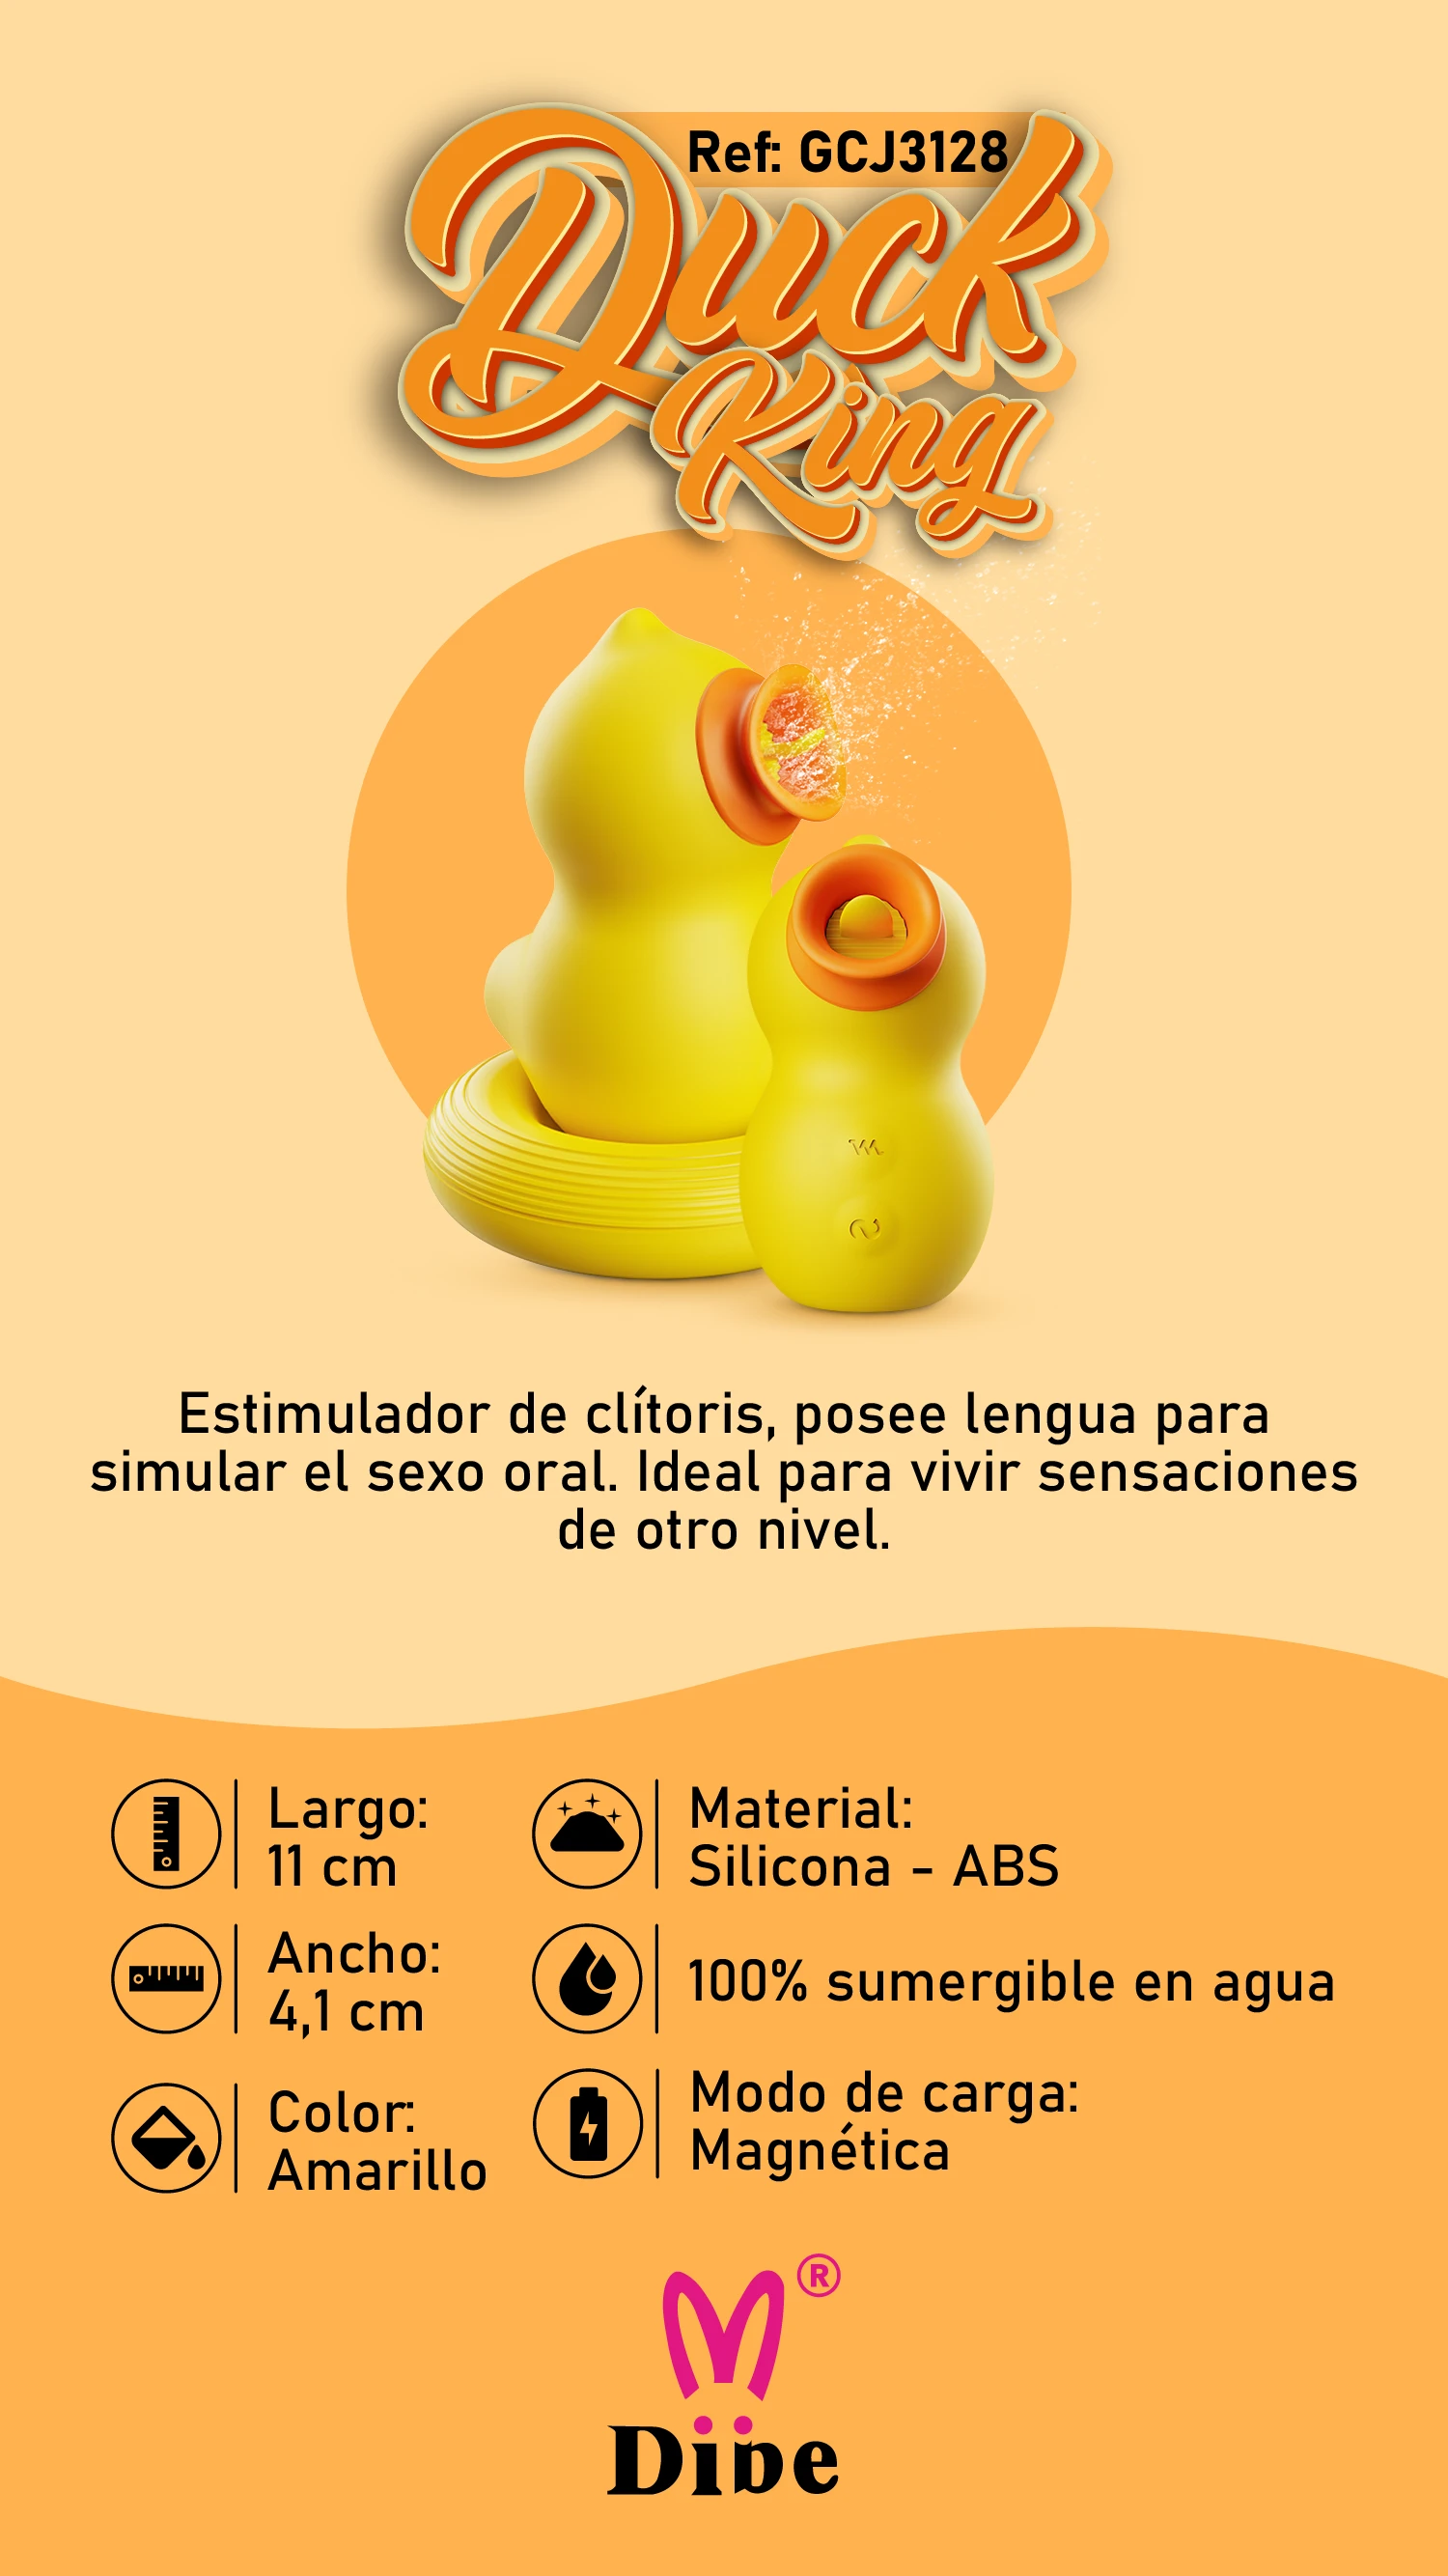 Ref: GCJ3128
Duck
King
Estimulador de clítoris, posee lengua para
simular el sexo oral. Ideal para vivir sensaciones
de otro nivel.
Largo:
11 cm
Material:
Silicona - ABS
Ancho:
4,1 cm
100% sumergible en agua
Color:
Amarillo
Modo de carga:
Magnética
®
Dibe